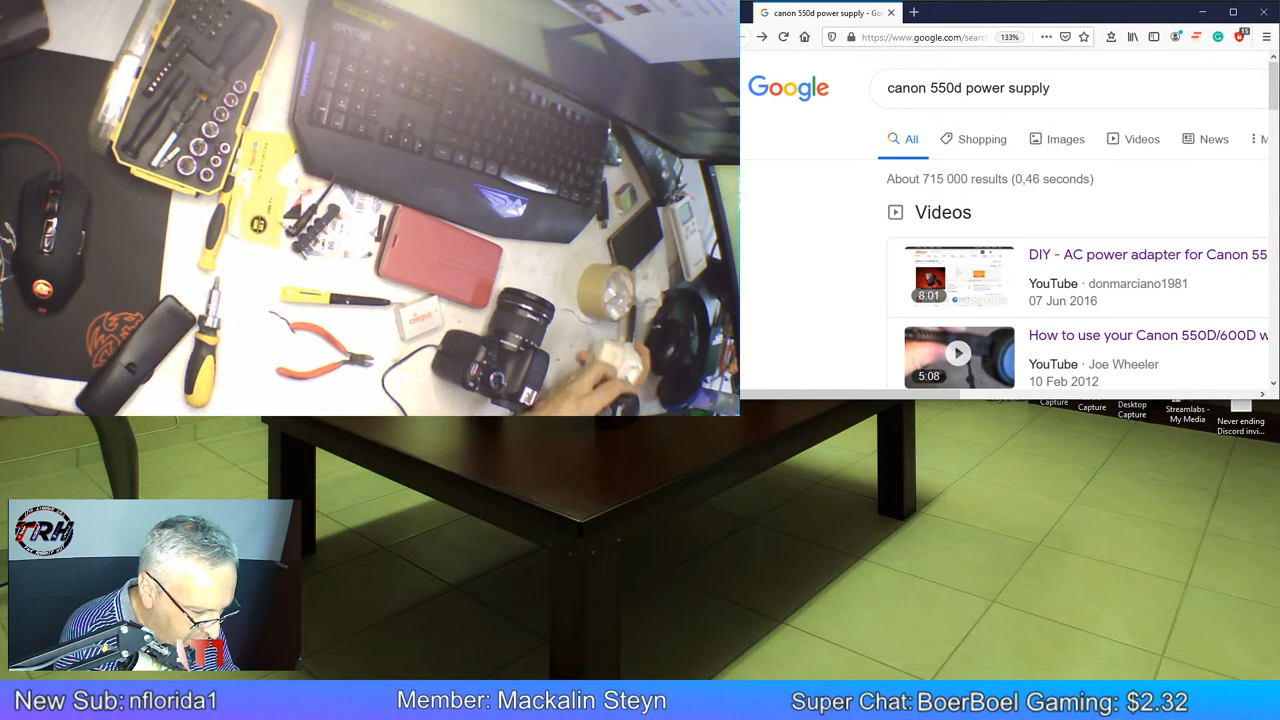 canon 550d power supply - Go
https://www.google.com/searc
133%
15
Google
canon 550d power supply
All
Shopping
Images
Videos
News
M
About 715 000 results (0,46 seconds)
Videos
DIY - AC power adapter for Canon 55
8:01
PREVIEW
YouTube · donmarciano1981
07 Jun 2016
How to use your Canon 550D/600D w
5:08
YouTube · Joe Wheeler
10 Feb 2012
Capture
Capture
Desktop
Capture
Streamlabs -
My Media
Never ending
Discord invi...
TRH
New Sub: nflorida1
Member: Mackalin Steyn
Super Chat: BoerBoel Gaming: $2.32